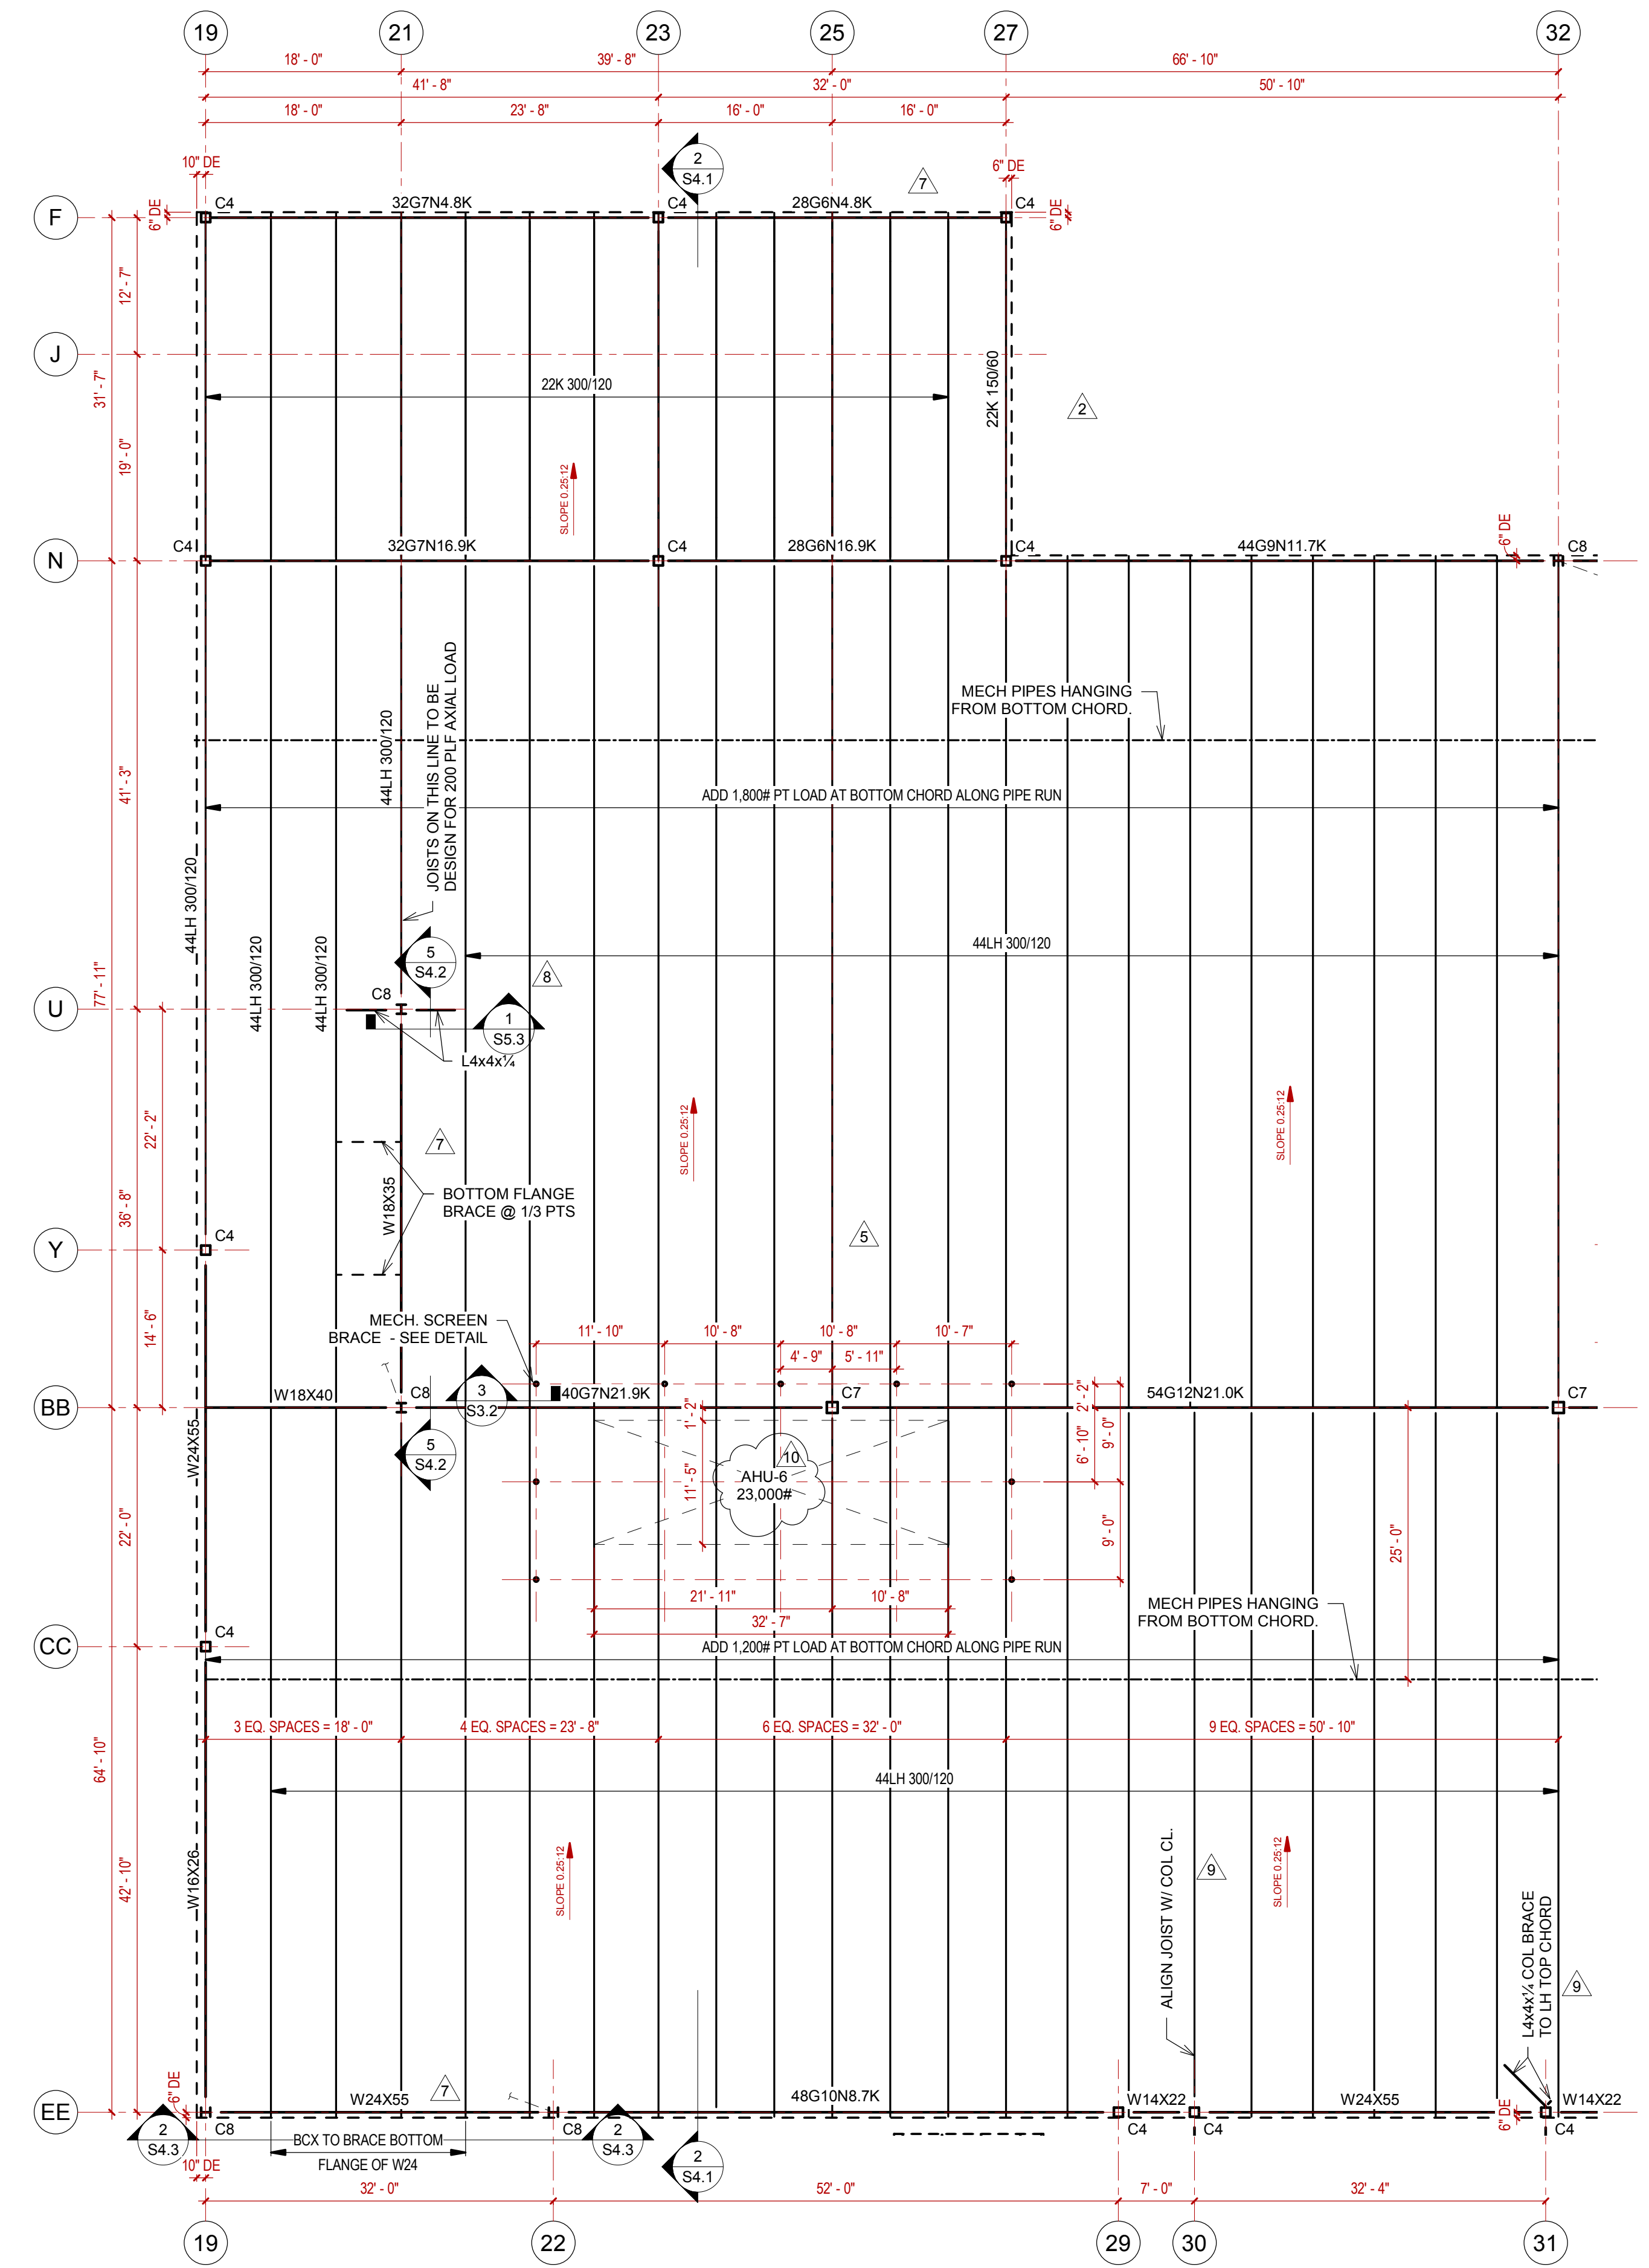 19
21
23
25
27
32
18' - 0"
39' - 8"
66' - 10"
41' - 8"
32' - 0"
50' - 10"
18' - 0"
23' - 8"
16' - 0"
16' - 0"
10" DE
2
S4.1
6" DE
7
F
6" DE
C4
32G7N4.8K
C4
28G6N4.8K
C4
6" DE
12' - 7"
J
31' - 7"
22K 300/120
22K 150/60
2
19' - 0"
SLOPE 0.25:12
N
C4
32G7N16.9K
C4
28G6N16.9K
C4
44G9N11.7K
6" DE
C8
JOISTS ON THIS LINE TO BE
DESIGN FOR 200 PLF AXIAL LOAD
44LH 300/120
MECH PIPES HANGING
FROM BOTTOM CHORD.
41' - 3"
ADD 1,800# PT LOAD AT BOTTOM CHORD ALONG PIPE RUN
44LH 300/120
44LH 300/120
44LH 300/120
44LH 300/120
5
S4.2
8
77' - 11"
U
C8
1
S5.3
L4x4x¼
22' - 2"
SLOPE 0.25:12
SLOPE 0.25:12
7
36' - 8"
W18X35
BOTTOM FLANGE
BRACE @ 1/3 PTS
Y
C4
5
14' - 6"
MECH. SCREEN
BRACE - SEE DETAIL
11' - 10"
10' - 8"
10' - 8"
10' - 7"
4' - 9"
5' - 11"
BB
W18X40
C8
3
S3.2
40G7N21.9K
C7
54G12N21.0K
C7
1' - 2"
2' - 2"
W24X55
5
S4.2
6' - 10"
9' - 0"
10
AHU-6
23,000#
11' - 5"
22' - 0"
9' - 0"
25' - 0"
21' - 11"
10' - 8"
32' - 7"
MECH PIPES HANGING
FROM BOTTOM CHORD.
CC
C4
ADD 1,200# PT LOAD AT BOTTOM CHORD ALONG PIPE RUN
3 EQ. SPACES = 18' - 0"
4 EQ. SPACES = 23' - 8"
6 EQ. SPACES = 32' - 0"
9 EQ. SPACES = 50' - 10"
64' - 10"
44LH 300/120
42' - 10"
W16X26
SLOPE 0.25:12
ALIGN JOIST W/ COL CL.
9
SLOPE 0.25:12
L4x4x¼ COL BRACE
TO LH TOP CHORD
9
6" DE
EE
W24X55
7
48G10N8.7K
W14X22
W24X55
W14X22
6" DE
2
S4.3
C8
C8
2
S4.3
C4
C4
C4
BCX TO BRACE BOTTOM
FLANGE OF W24
2
S4.1
10" DE
32' - 0"
52' - 0"
7' - 0"
32' - 4"
19
22
29
30
31